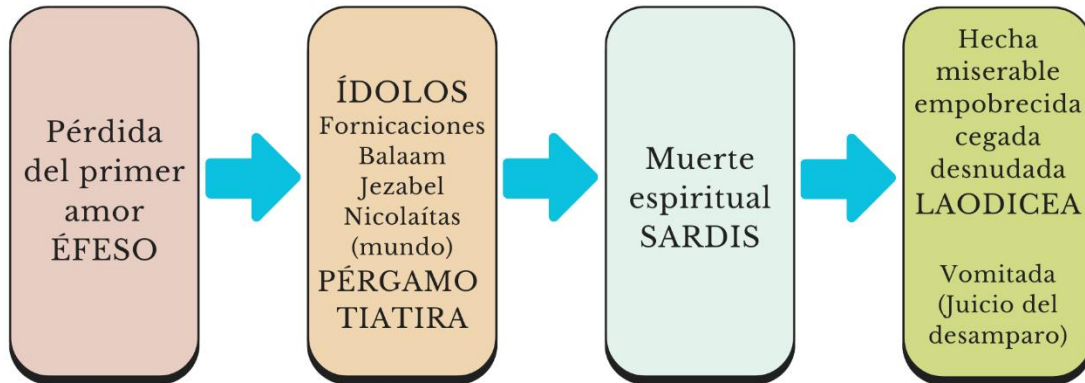 Pérdida
del primer
amor
ÉFESO
ÍDOLOS
Fornicaciones
Balaam
Jezabel
Nicolaítas
(mundo)
PÉRGAMO
TIATIRA
Muerte
espiritual
SARDIS
Hecha
miserable
empobrecida
cegada
desnudada
LAODICEA
Vomitada
(Juicio del
desamparo)